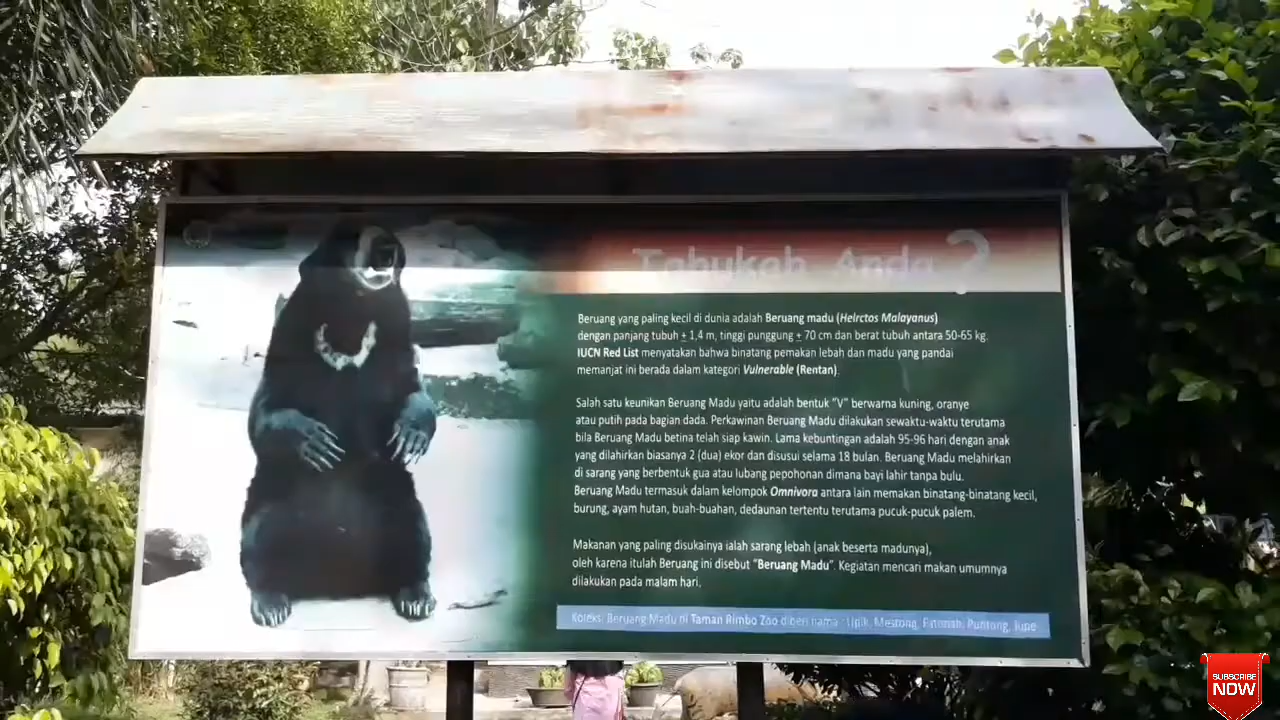 Tahukah Anda ?
Beruang yang paling kecil di dunia adalah Beruang madu (Helrctos Malayanus)
dengan panjang tubuh ± 1,4 m, tinggi punggung ± 70 cm dan berat tubuh antara 50-65 kg.
IUCN Red List menyatakan bahwa binatang pemakan lebah dan madu yang pandai
memanjat ini berada dalam kategori Vulnerable (Rentan).
Salah satu keunikan Beruang Madu yaitu adalah bentuk "V" berwarna kuning, oranye
atau putih pada bagian dada. Perkawinan Beruang Madu dilakukan sewaktu-waktu terutama
bila Beruang Madu betina telah siap kawin. Lama kebuntingan adalah 95-96 hari dengan anak
yang dilahirkan biasanya 2 (dua) ekor dan disusui selama 18 bulan. Beruang Madu melahirkan
di sarang yang berbentuk gua atau lubang pepohonan dimana bayi lahir tanpa bulu.
Beruang Madu termasuk dalam kelompok Omnivora antara lain memakan binatang-binatang kecil,
burung, ayam hutan, buah-buahan, dedaunan tertentu terutama pucuk-pucuk palem.
Makanan yang paling disukainya ialah sarang lebah (anak beserta madunya),
oleh karena itulah Beruang ini disebut "Beruang Madu". Kegiatan mencari makan umumnya
dilakukan pada malam hari.
Koleksi Beruang Madu di Taman Rimbo Zoo diberi nama : Upik, Mestong, Puntong,
SUBSCRIBE
NOW